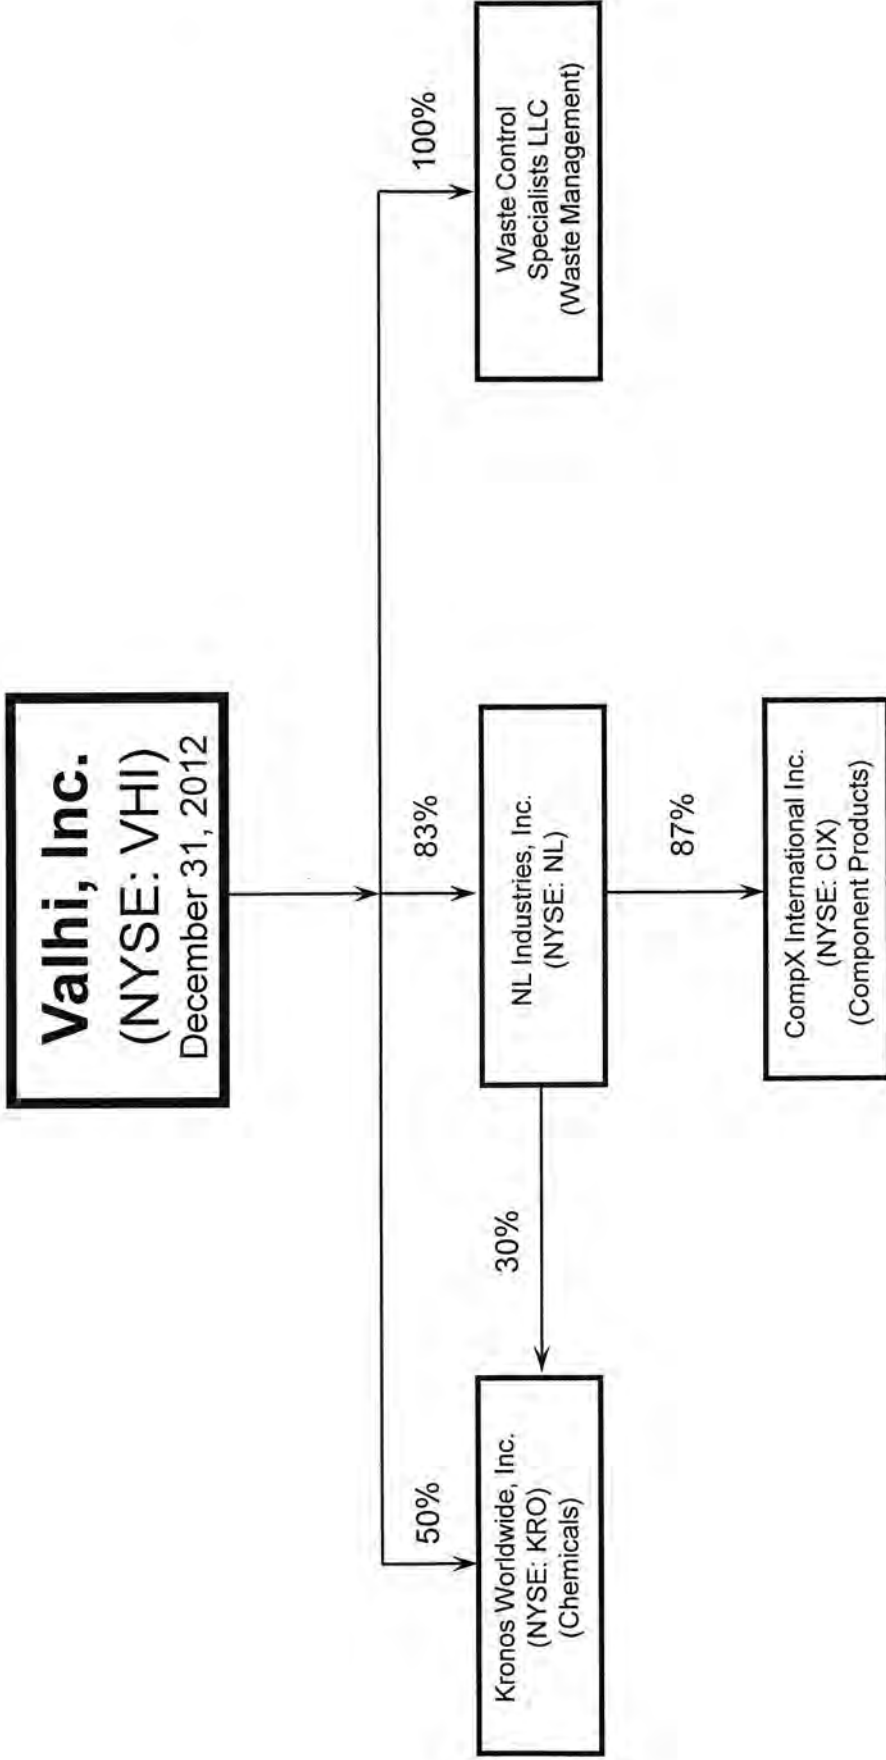 Valhi, Inc.
(NYSE: VHI)
December 31, 2012
50%
83%
100%
Kronos Worldwide, Inc.
(NYSE: KRO)
(Chemicals)
30%
NL Industries, Inc.
(NYSE: NL)
Waste Control
Specialists LLC
(Waste Management)
87%
CompX International Inc.
(NYSE: CIX)
(Component Products)